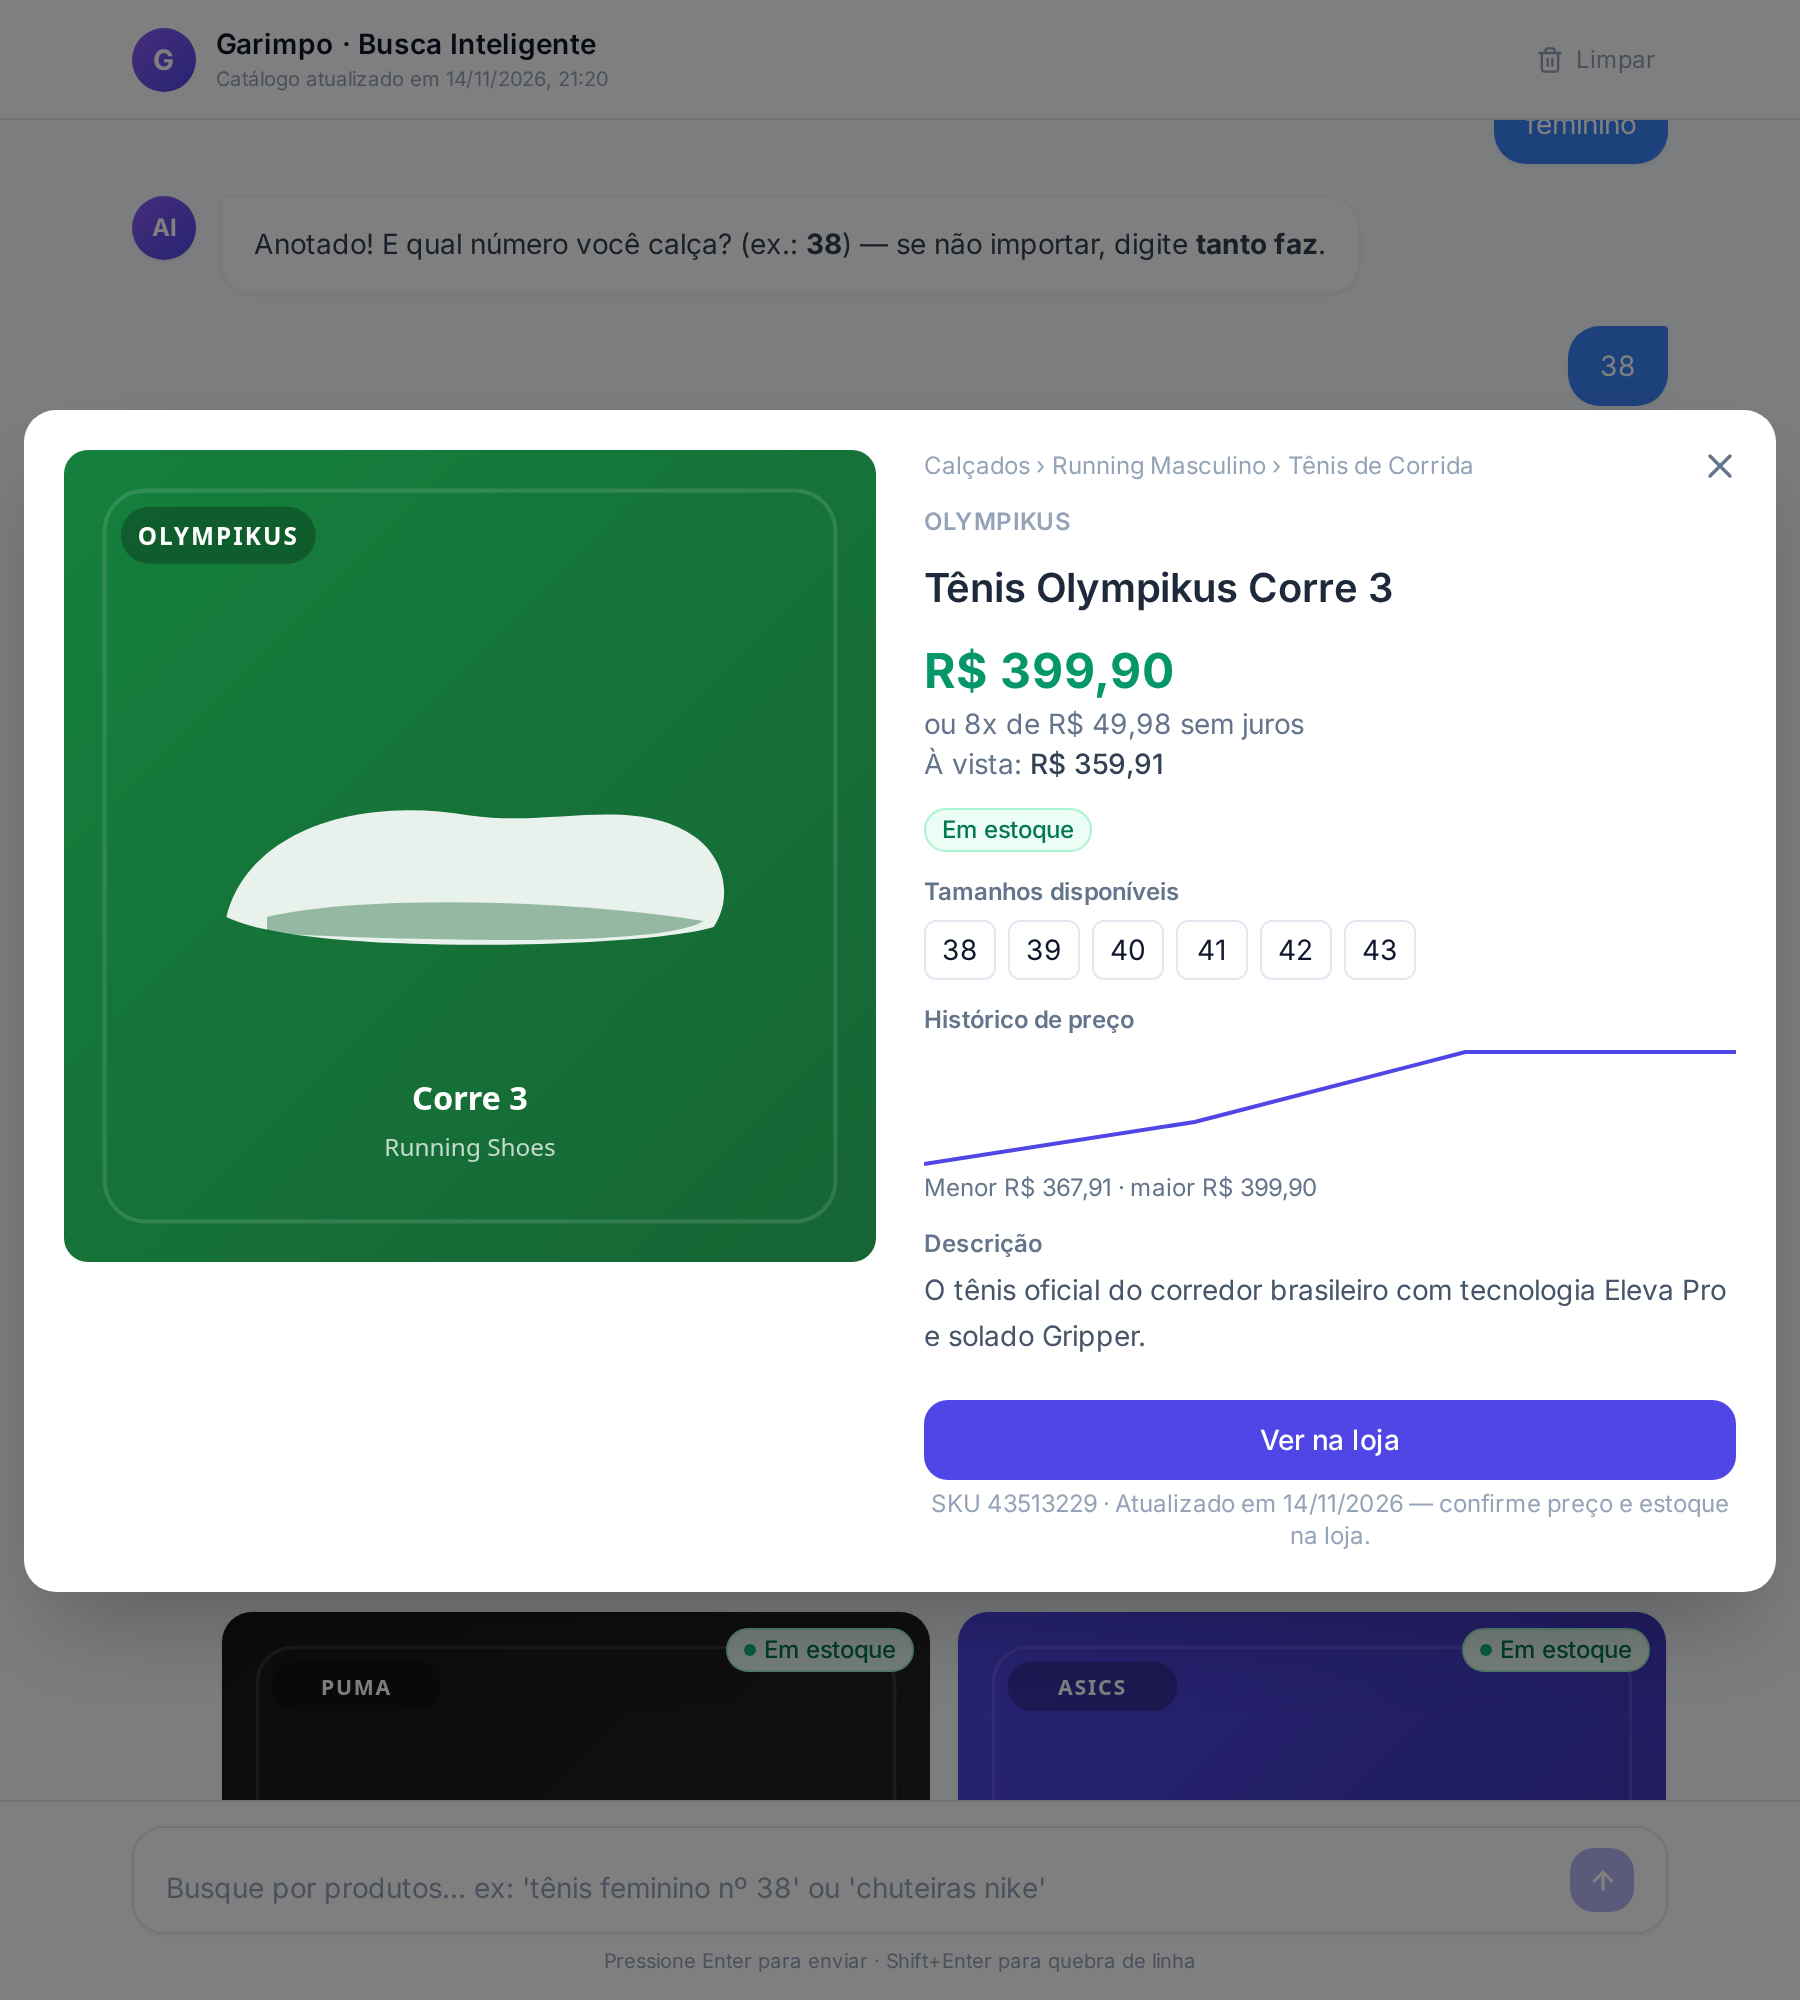 G
Garimpo · Busca Inteligente
Catálogo atualizado em 14/11/2026, 21:20
Limpar
feminino
AI
Anotado! E qual número você calça? (ex.: 38) — se não importar, digite tanto faz.
38
OLYMPIKUS
Corre 3
Running Shoes
Calçados › Running Masculino › Tênis de Corrida
OLYMPIKUS
Tênis Olympikus Corre 3
R$ 399,90
ou 8x de R$ 49,98 sem juros
À vista: R$ 359,91
Em estoque
Tamanhos disponíveis
38 39 40 41 42 43
Histórico de preço
Menor R$ 367,91 · maior R$ 399,90
Descrição
O tênis oficial do corredor brasileiro com tecnologia Eleva Pro
e solado Gripper.
Ver na loja
SKU 43513229 · Atualizado em 14/11/2026 — confirme preço e estoque
na loja.
PUMA
Em estoque
ASICS
Em estoque
Busque por produtos... ex: 'tênis feminino nº 38' ou 'chuteiras nike'
Pressione Enter para enviar · Shift+Enter para quebra de linha